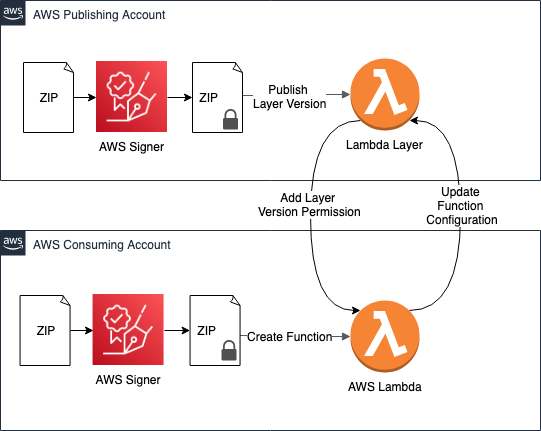 aws
AWS Publishing Account
ZIP
AWS Signer
ZIP
Publish
Layer Version
Lambda Layer
Add Layer
Version Permission
Update
Function
Configuration
aws
AWS Consuming Account
ZIP
AWS Signer
ZIP
Create Function
AWS Lambda